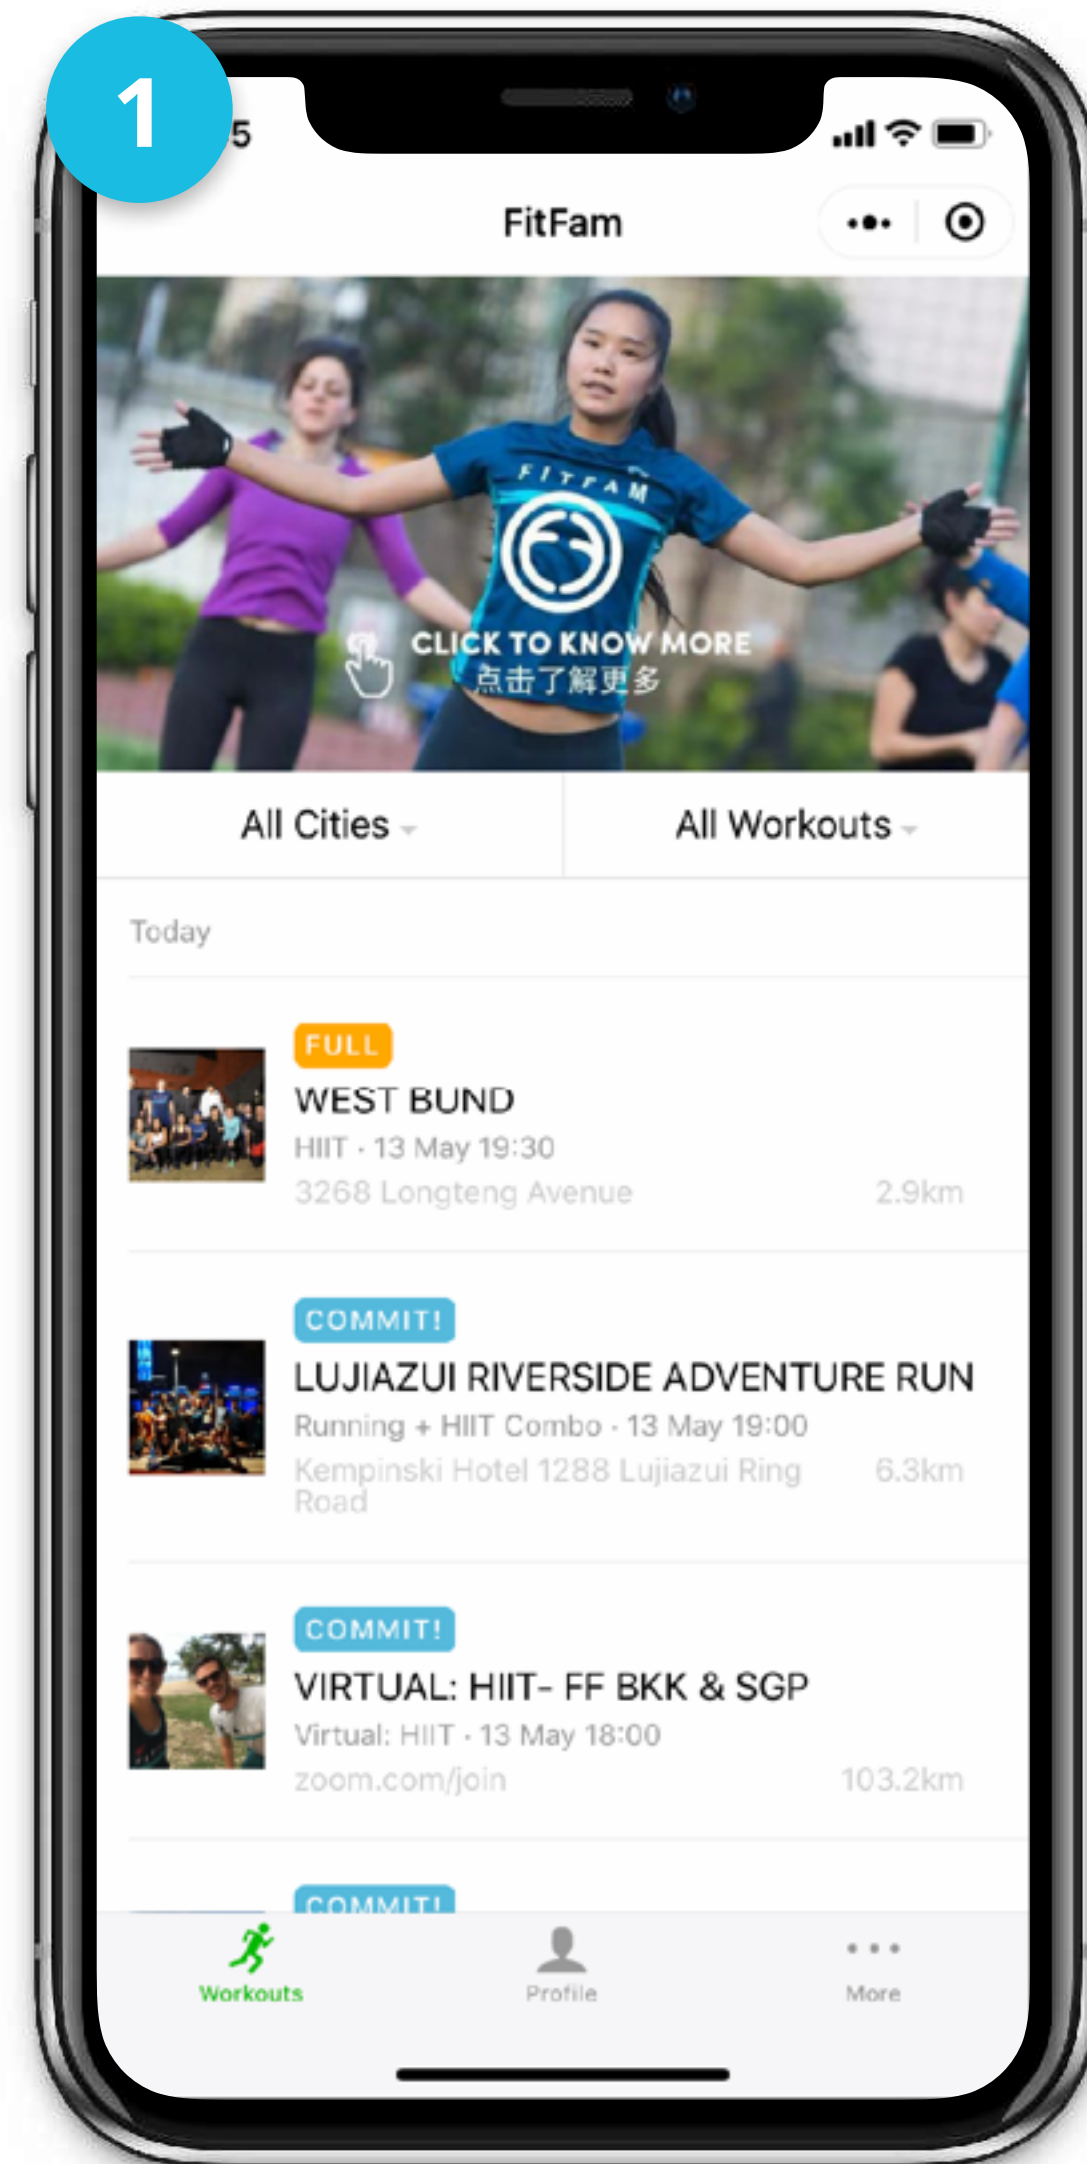 1
5
FitFam
FITFAM
CLICK TO KNOW MORE
点击了解更多
All Cities
All Workouts
Today
FULL
WEST BUND
HIIT · 13 May 19:30
3268 Longteng Avenue
2.9km
COMMIT!
LUJIAZUI RIVERSIDE ADVENTURE RUN
Running + HIIT Combo · 13 May 19:00
Kempinski Hotel 1288 Lujiazui Ring
6.3km
Road
COMMIT!
VIRTUAL: HIIT- FF BKK & SGP
Virtual: HIIT · 13 May 18:00
zoom.com/join
103.2km
COMMIT!
Workouts
Profile
More